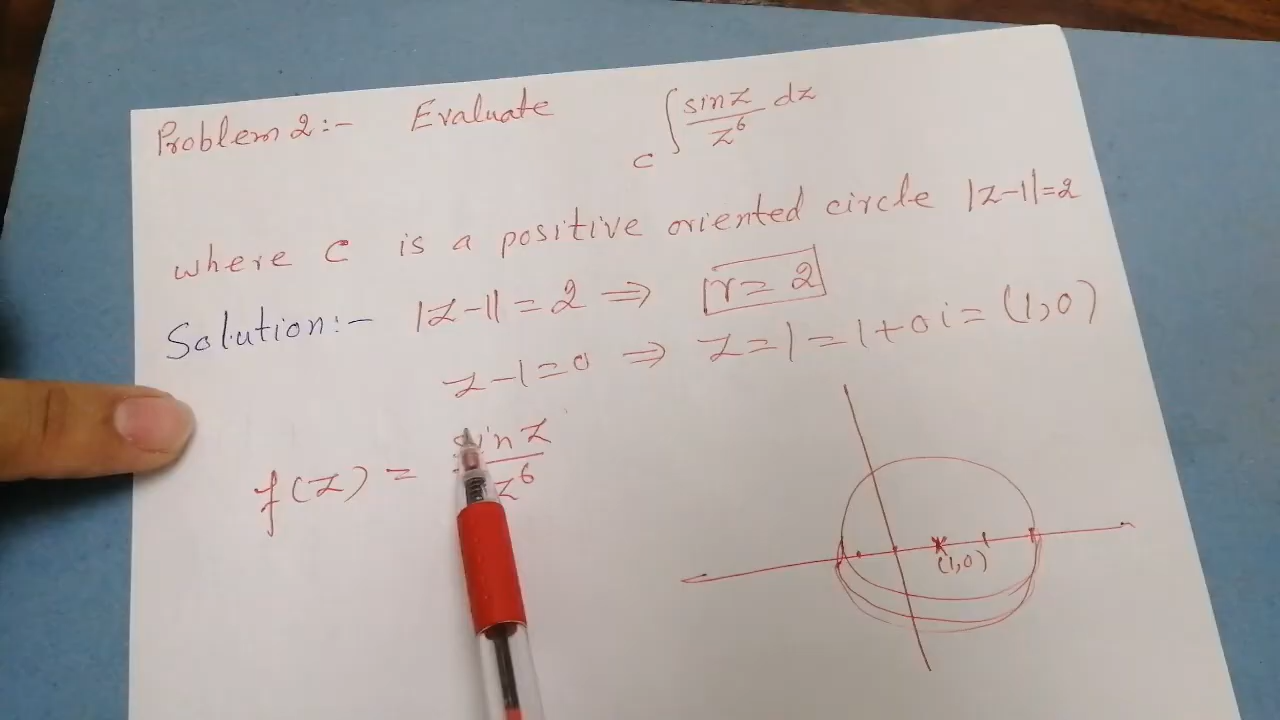 Problem 2:- Evaluate ∫_C sinz/z^6 dz
where C is a positive oriented circle |z-1|=2
Solution:- |z-1|=2 ⇒ r=2
z-1=0 ⇒ z=1=1+0i=(1,0)
f(z) = sin z/z^6
(1,0)